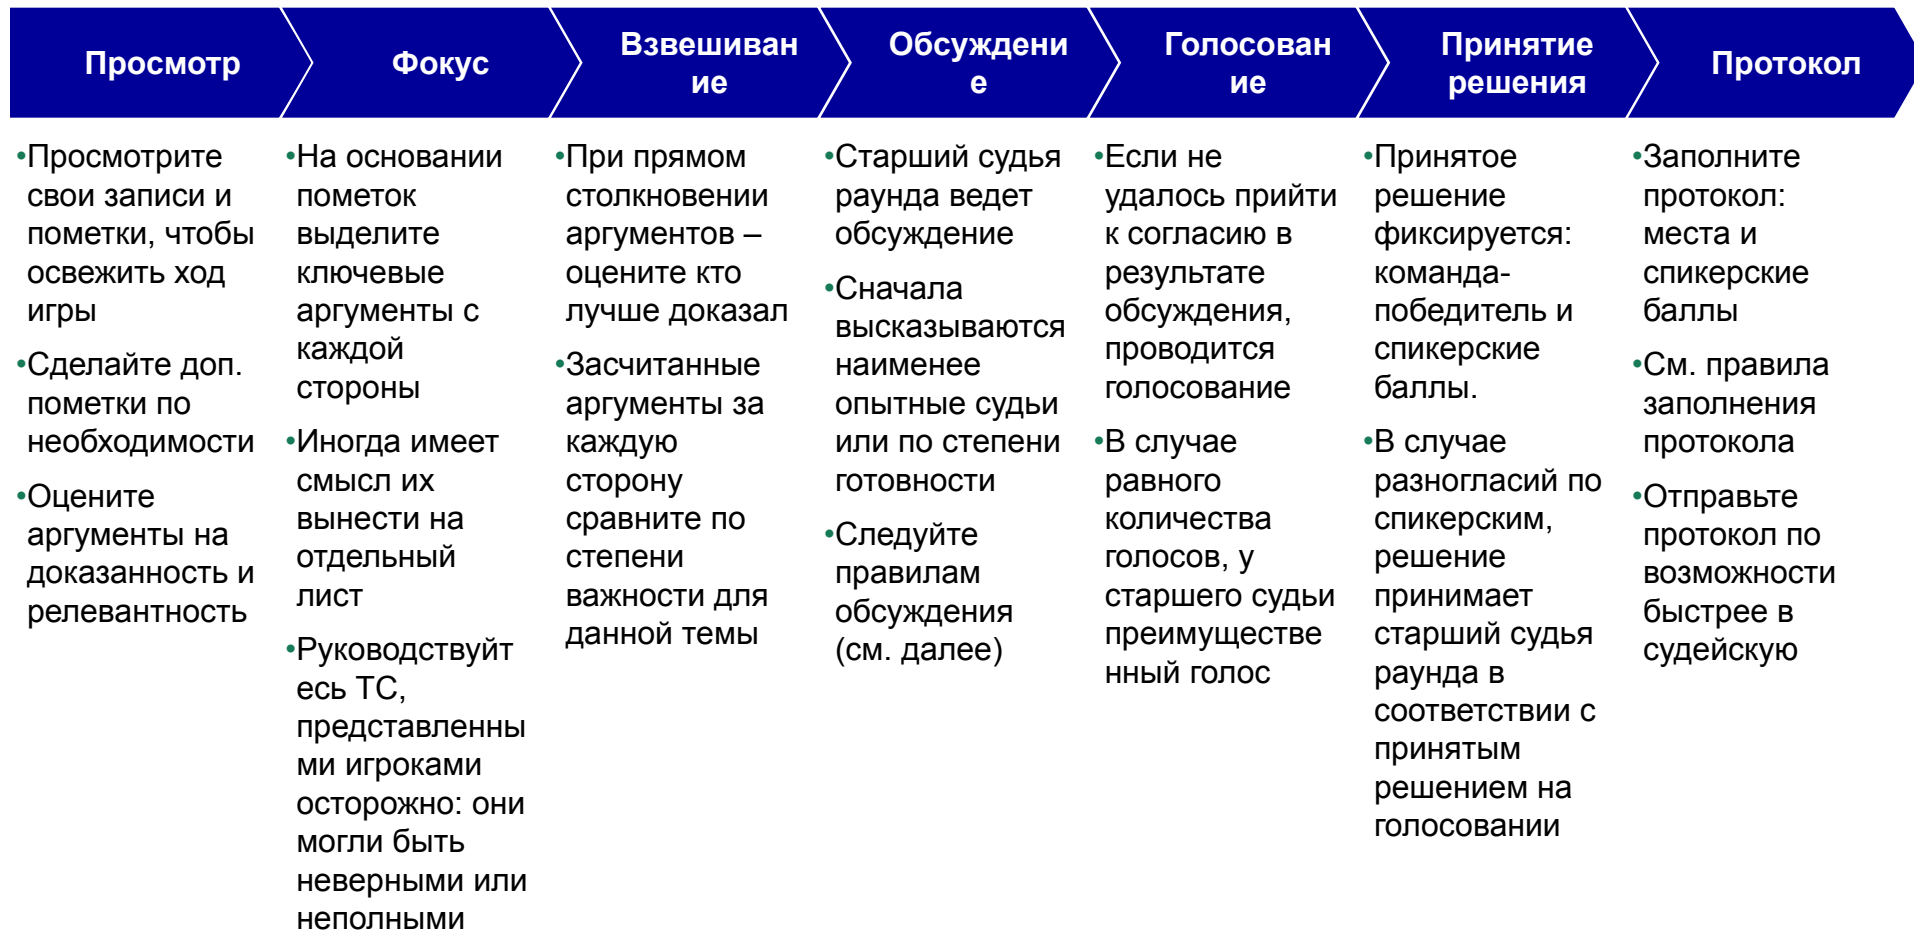 Просмотр
Фокус
Взвешиван
ие
Обсуждени
е
Голосован
ие
Принятие
решения
Протокол
•Просмотрите
свои записи и
пометки, чтобы
освежить ход
игры
•Сделайте доп.
пометки по
необходимости
•Оцените
аргументы на
доказанность и
релевантность
•На основании
пометок
выделите
ключевые
аргументы с
каждой
стороны
•Иногда имеет
смысл их
вынести на
отдельный
лист
•Руководствуйт
есь ТС,
представленны
ми игроками
осторожно: они
могли быть
неверными или
неполными
•При прямом
столкновении
аргументов –
оцените кто
лучше доказал
•Засчитанные
аргументы за
каждую
сторону
сравните по
степени
важности для
данной темы
•Старший судья
раунда ведет
обсуждение
•Сначала
высказываются
наименее
опытные судьи
или по степени
готовности
•Следуйте
правилам
обсуждения
(см. далее)
•Если не
удалось прийти
к согласию в
результате
обсуждения,
проводится
голосование
•В случае
равного
количества
голосов, у
старшего судьи
преимуществе
нный голос
•Принятое
решение
фиксируется:
команда-
победитель и
спикерские
баллы.
•В случае
разногласий по
спикерским,
решение
принимает
старший судья
раунда в
соответствии с
принятым
решением на
голосовании
•Заполните
протокол:
места и
спикерские
баллы
•См. правила
заполнения
протокола
•Отправьте
протокол по
возможности
быстрее в
судейскую